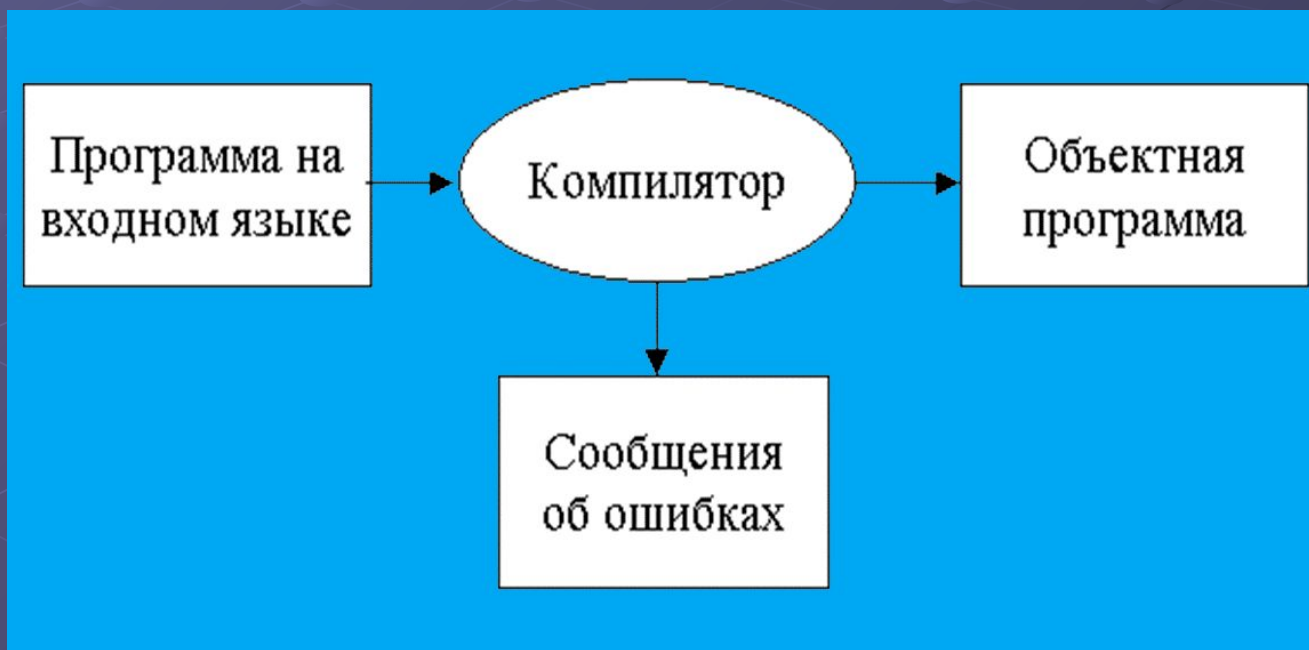 Программа на
входном языке
Компилятор
Объектная
программа
Сообщения
об ошибках